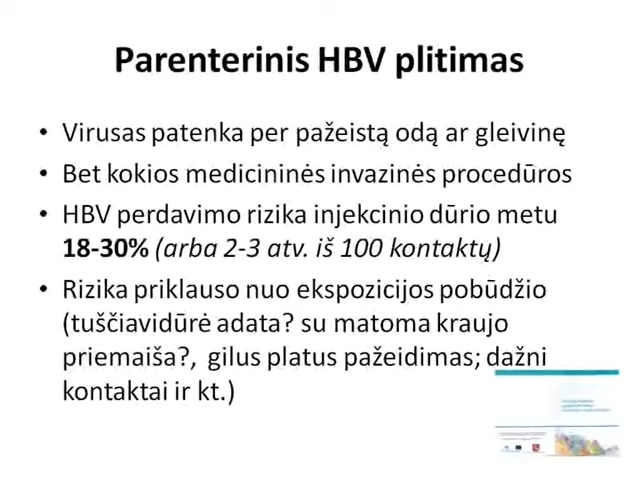 Parenterinis HBV plitimas
• Virusas patenka per pažeistą odą ar gleivinę
• Bet kokios medicininės invazinės procedūros
• HBV perdavimo rizika injekcinio dūrio metu
18-30% (arba 2-3 atv. iš 100 kontaktų)
• Rizika priklauso nuo ekspozicijos pobūdžio
(tuščiavidūrė adata? su matoma kraujo
priemaiša?, gilus platus pažeidimas; dažni
kontaktai ir kt.)